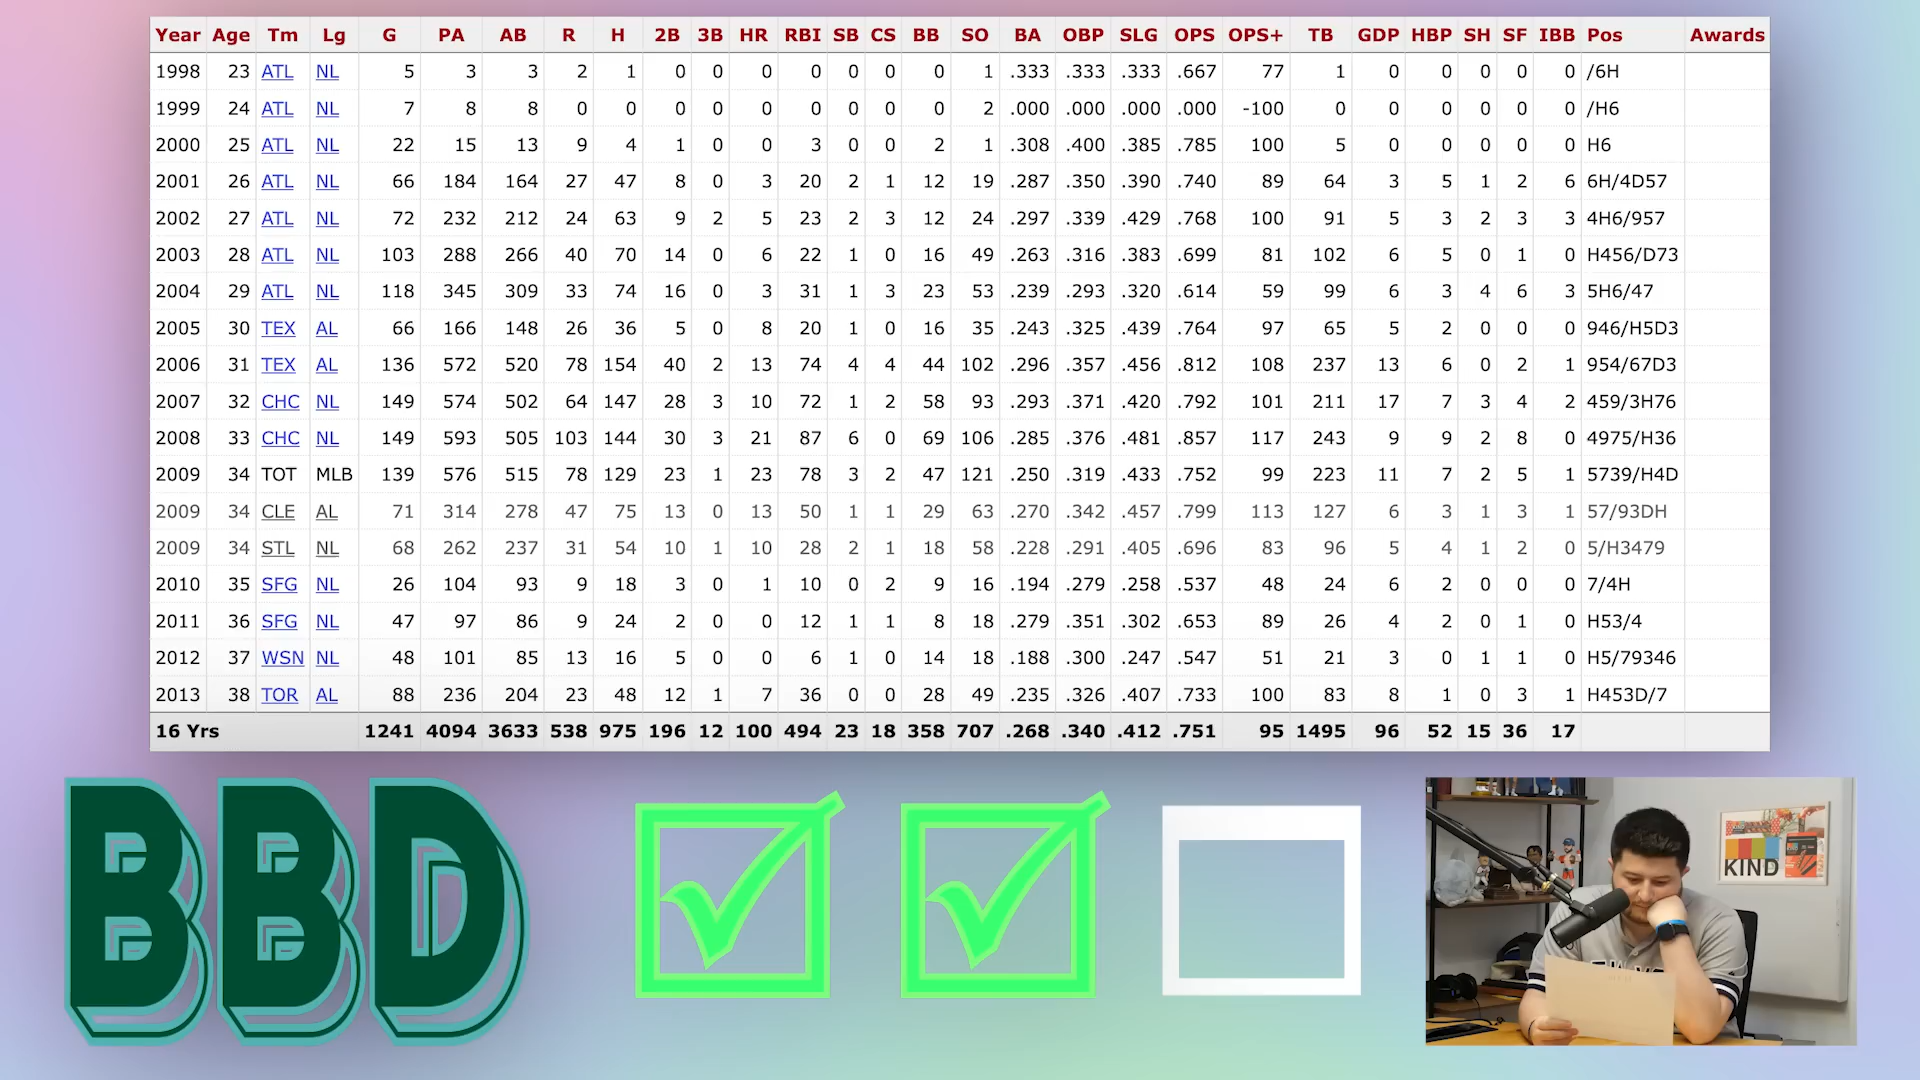 Year Age Tm Lg G PA AB R H 2B 3B HR RBI SB CS BB SO BA OBP SLG OPS OPS+ TB GDP HBP SH SF IBB Pos Awards
1998 23 ATL NL 5 3 3 2 1 0 0 0 0 0 0 0 1 .333 .333 .333 .667 77 1 0 0 0 0 0 /6H
1999 24 ATL NL 7 8 8 0 0 0 0 0 0 0 0 0 2 .000 .000 .000 .000 -100 0 0 0 0 0 0 /H6
2000 25 ATL NL 22 15 13 9 4 1 0 0 3 0 0 2 1 .308 .400 .385 .785 100 5 0 0 0 0 0 H6
2001 26 ATL NL 66 184 164 27 47 8 0 3 20 2 1 12 19 .287 .350 .390 .740 89 64 3 5 1 2 6 6H/4D57
2002 27 ATL NL 72 232 212 24 63 9 2 5 23 2 3 12 24 .297 .339 .429 .768 100 91 5 3 2 3 3 4H6/957
2003 28 ATL NL 103 288 266 40 70 14 0 6 22 1 0 16 49 .263 .316 .383 .699 81 102 6 5 0 1 0 H456/D73
2004 29 ATL NL 118 345 309 33 74 16 0 3 31 1 3 23 53 .239 .293 .320 .614 59 99 6 3 4 6 3 5H6/47
2005 30 TEX AL 66 166 148 26 36 5 0 8 20 1 0 16 35 .243 .325 .439 .764 97 65 5 2 0 0 0 946/H5D3
2006 31 TEX AL 136 572 520 78 154 40 2 13 74 4 4 44 102 .296 .357 .456 .812 108 237 13 6 0 2 1 954/67D3
2007 32 CHC NL 149 574 502 64 147 28 3 10 72 1 2 58 93 .293 .371 .420 .792 101 211 17 7 3 4 2 459/3H76
2008 33 CHC NL 149 593 505 103 144 30 3 21 87 6 0 69 106 .285 .376 .481 .857 117 243 9 9 2 8 0 4975/H36
2009 34 TOT MLB 139 576 515 78 129 23 1 23 78 3 2 47 121 .250 .319 .433 .752 99 223 11 7 2 5 1 5739/H4D
2009 34 CLE AL 71 314 278 47 75 13 0 13 50 1 1 29 63 .270 .342 .457 .799 113 127 6 3 1 3 1 57/93DH
2009 34 STL NL 68 262 237 31 54 10 1 10 28 2 1 18 58 .228 .291 .405 .696 83 96 5 4 1 2 0 5/H3479
2010 35 SFG NL 26 104 93 9 18 3 0 1 10 0 2 9 16 .194 .279 .258 .537 48 24 6 2 0 0 0 7/4H
2011 36 SFG NL 47 97 86 9 24 2 0 0 12 1 1 8 18 .279 .351 .302 .653 89 26 4 2 0 1 0 H53/4
2012 37 WSN NL 48 101 85 13 16 5 0 0 6 1 0 14 18 .188 .300 .247 .547 51 21 3 0 1 1 0 H5/79346
2013 38 TOR AL 88 236 204 23 48 12 1 7 36 0 0 28 49 .235 .326 .407 .733 100 83 8 1 0 3 1 H453D/7
16 Yrs 1241 4094 3633 538 975 196 12 100 494 23 18 358 707 .268 .340 .412 .751 95 1495 96 52 15 36 17
BBD
KIND